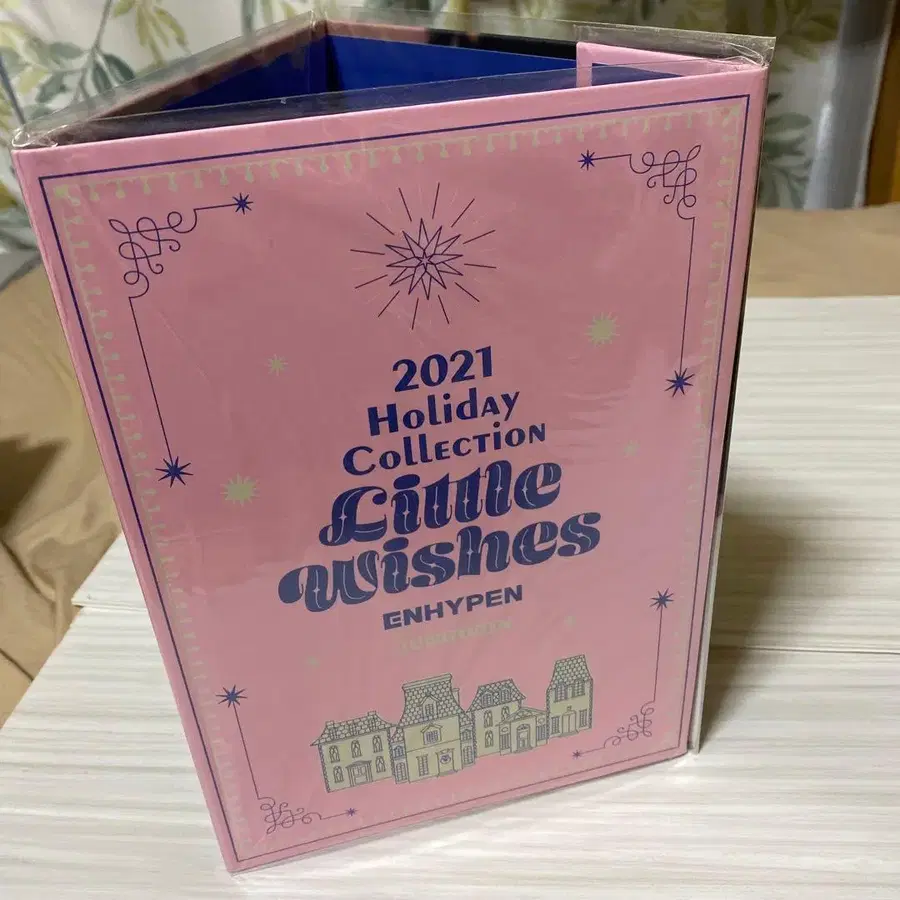 2021
Holiday
Collection
Little
Wishes
ENHYPEN